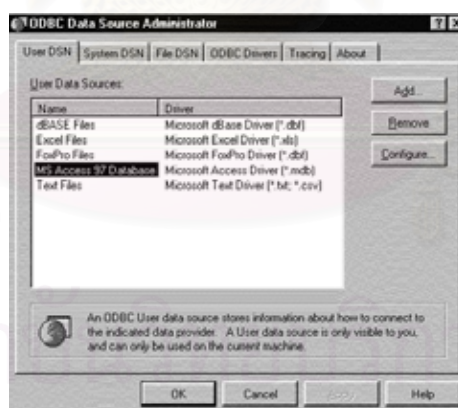 ODBC Data Source Administrator
User DSN System DSN File DSN ODBC Drivers Tracing About
User Data Sources:
Name Driver
dBASE Files Microsoft dBase Driver (*.dbf)
Excel Files Microsoft Excel Driver (*.xls)
FoxPro Files Microsoft FoxPro Driver (*.dbf)
MS Access 97 Database Microsoft Access Driver (*.mdb)
Text Files Microsoft Text Driver (*.txt; *.csv)
Add...
Remove
Configure...
An ODBC User data source stores information about how to connect to
the indicated data provider. A User data source is only visible to you,
and can only be used on the current machine.
OK Cancel Apply Help